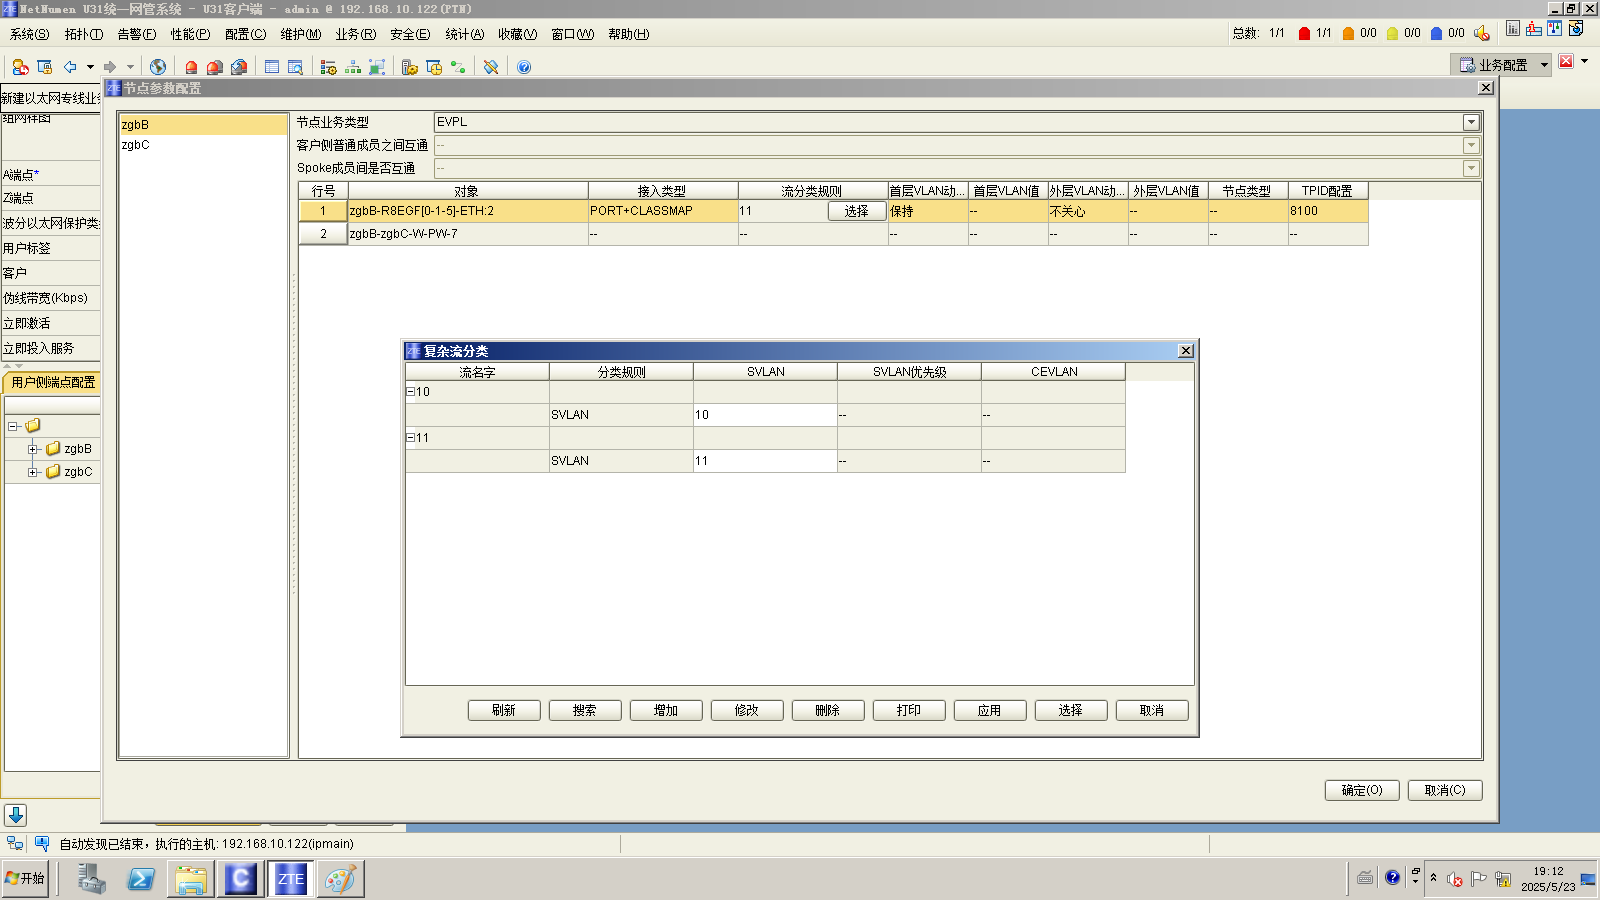 ZTE NetNumen U31统一网管系统 - U31客户端 - admin @ 192.168.10.122(PTN)
系统(S) 拓扑(T) 告警(F) 性能(P) 配置(C) 维护(M) 业务(R) 安全(E) 统计(A) 收藏(V) 窗口(W) 帮助(H)
总数: 1/1 1/1 0/0 0/0 0/0
业务配置
ZTE 节点参数配置
新建以太网专线业务
组网样图
A端点*
Z端点
波分以太网保护类
用户标签
客户
伪线带宽(Kbps)
立即激活
立即投入服务
用户侧端点配置
zgbB
zgbC
zgbB
zgbC
节点业务类型 EVPL
客户侧普通成员之间互通 --
Spoke成员间是否互通 --
行号 对象 接入类型 流分类规则 首层VLAN动... 首层VLAN值 外层VLAN动... 外层VLAN值 节点类型 TPID配置
1 zgbB-R8EGF[0-1-5]-ETH:2 PORT+CLASSMAP 11 选择 保持 -- 不关心 -- -- 8100
2 zgbB-zgbC-W-PW-7 -- -- -- -- -- -- -- --
ZTE 复杂流分类
流名字 分类规则 SVLAN SVLAN优先级 CEVLAN
10
SVLAN 10 -- --
11
SVLAN 11 -- --
刷新 搜索 增加 修改 删除 打印 应用 选择 取消
确定(O) 取消(C)
自动发现已结束，执行的主机: 192.168.10.122(ipmain)
开始 C ZTE
19:12
2025/5/23